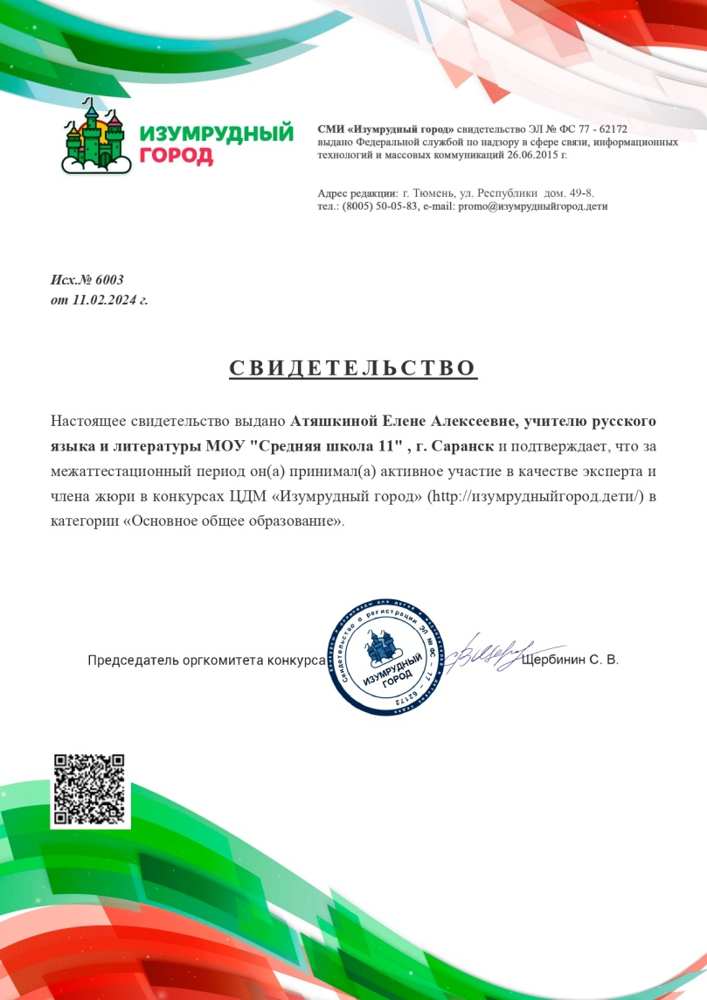 ИЗУМРУДНЫЙ
ГОРОД
СМИ «Изумрудный город» свидетельство ЭЛ № ФС 77 - 62172
выдано Федеральной службой по надзору в сфере связи, информационных
технологий и массовых коммуникаций 26.06.2015 г.
Адрес редакции: г. Тюмень, ул. Республики дом. 49-8.
тел.: (8005) 50-05-83, e-mail: promo@изумрудныйгород.дети
Исх.№ 6003
от 11.02.2024 г.
СВИДЕТЕЛЬСТВО
Настоящее свидетельство выдано Атяшкиной Елене Алексеевне, учителю русского
языка и литературы МОУ "Средняя школа 11" , г. Саранск и подтверждает, что за
межаттестационный период он(а) принимал(а) активное участие в качестве эксперта и
члена жюри в конкурсах ЦДМ «Изумрудный город» (http://изумрудныйгород.дети/) в
категории «Основное общее образование».
Председатель оргкомитета конкурса
Свидетельство о регистрации ЭЛ № ФС - 77 - 62172
ИЗУМРУДНЫЙ
ГОРОД
Щербинин С. В.